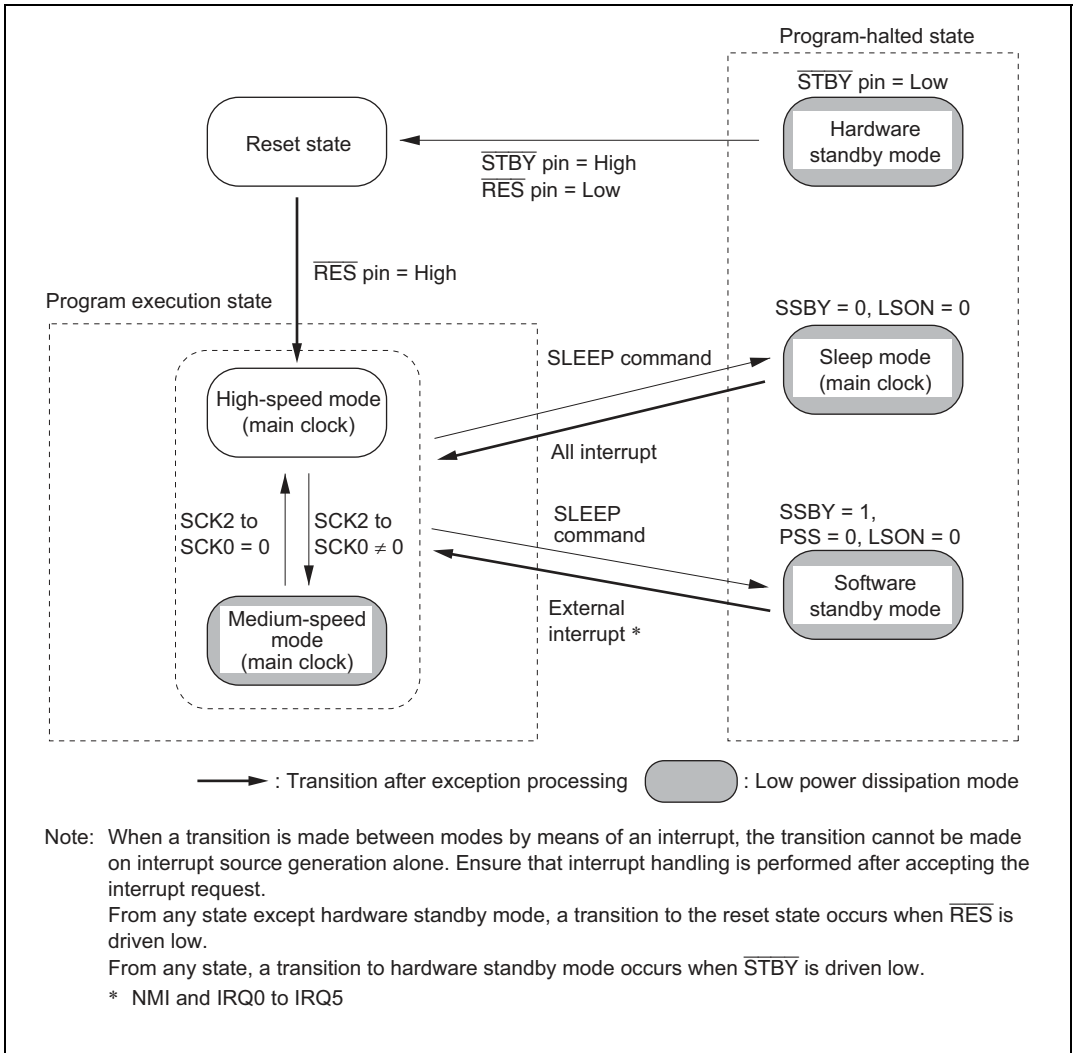 Program-halted state
S̅T̅B̅Y̅ pin = Low
Hardware
standby mode
Reset state
S̅T̅B̅Y̅ pin = High
R̅E̅S̅ pin = Low
R̅E̅S̅ pin = High
Program execution state
SSBY = 0, LSON = 0
Sleep mode
(main clock)
SLEEP command
All interrupt
High-speed mode
(main clock)
SCK2 to
SCK0 = 0
SCK2 to
SCK0 ≠ 0
Medium-speed
mode
(main clock)
SLEEP
command
External
interrupt *
SSBY = 1,
PSS = 0, LSON = 0
Software
standby mode
: Transition after exception processing
: Low power dissipation mode
Note: When a transition is made between modes by means of an interrupt, the transition cannot be made
on interrupt source generation alone. Ensure that interrupt handling is performed after accepting the
interrupt request.
From any state except hardware standby mode, a transition to the reset state occurs when R̅E̅S̅ is
driven low.
From any state, a transition to hardware standby mode occurs when S̅T̅B̅Y̅ is driven low.
* NMI and IRQ0 to IRQ5